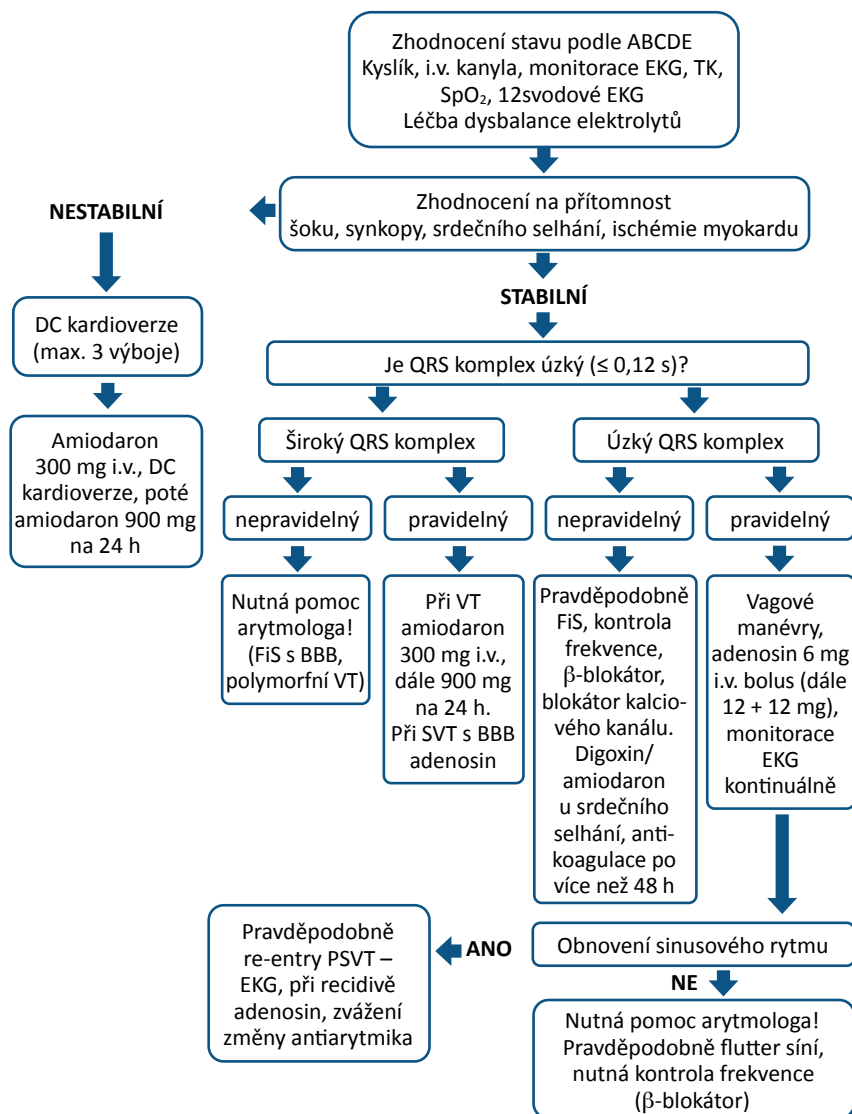 Zhodnocení stavu podle ABCDE
Kyslík, i.v. kanyla, monitorace EKG, TK,
SpO₂, 12svodové EKG
Léčba dysbalance elektrolytů
NESTABILNÍ
Zhodnocení na přítomnost
šoku, synkopy, srdečního selhání, ischémie myokardu
STABILNÍ
DC kardioverze
(max. 3 výboje)
Je QRS komplex úzký (≤ 0,12 s)?
Amiodaron
300 mg i.v., DC
kardioverze, poté
amiodaron 900 mg
na 24 h
Široký QRS komplex
Úzký QRS komplex
nepravidelný
pravidelný
nepravidelný
pravidelný
Nutná pomoc
arytmologa!
(FiS s BBB,
polymorfní VT)
Při VT
amiodaron
300 mg i.v.,
dále 900 mg
na 24 h.
Při SVT s BBB
adenosin
Pravděpodobně
FiS, kontrola
frekvence,
β-blokátor,
blokátor kalcio-
vého kanálu.
Digoxin/
amiodaron
u srdečního
selhání, anti-
koagulace po
více než 48 h
Vagové
manévry,
adenosin 6 mg
i.v. bolus (dále
12 + 12 mg),
monitorace
EKG
kontinuálně
Obnovení sinusového rytmu
ANO
Pravděpodobně
re-entry PSVT –
EKG, při recidivě
adenosin, zvážení
změny antiarytmika
NE
Nutná pomoc arytmologa!
Pravděpodobně flutter síní,
nutná kontrola frekvence
(β-blokátor)